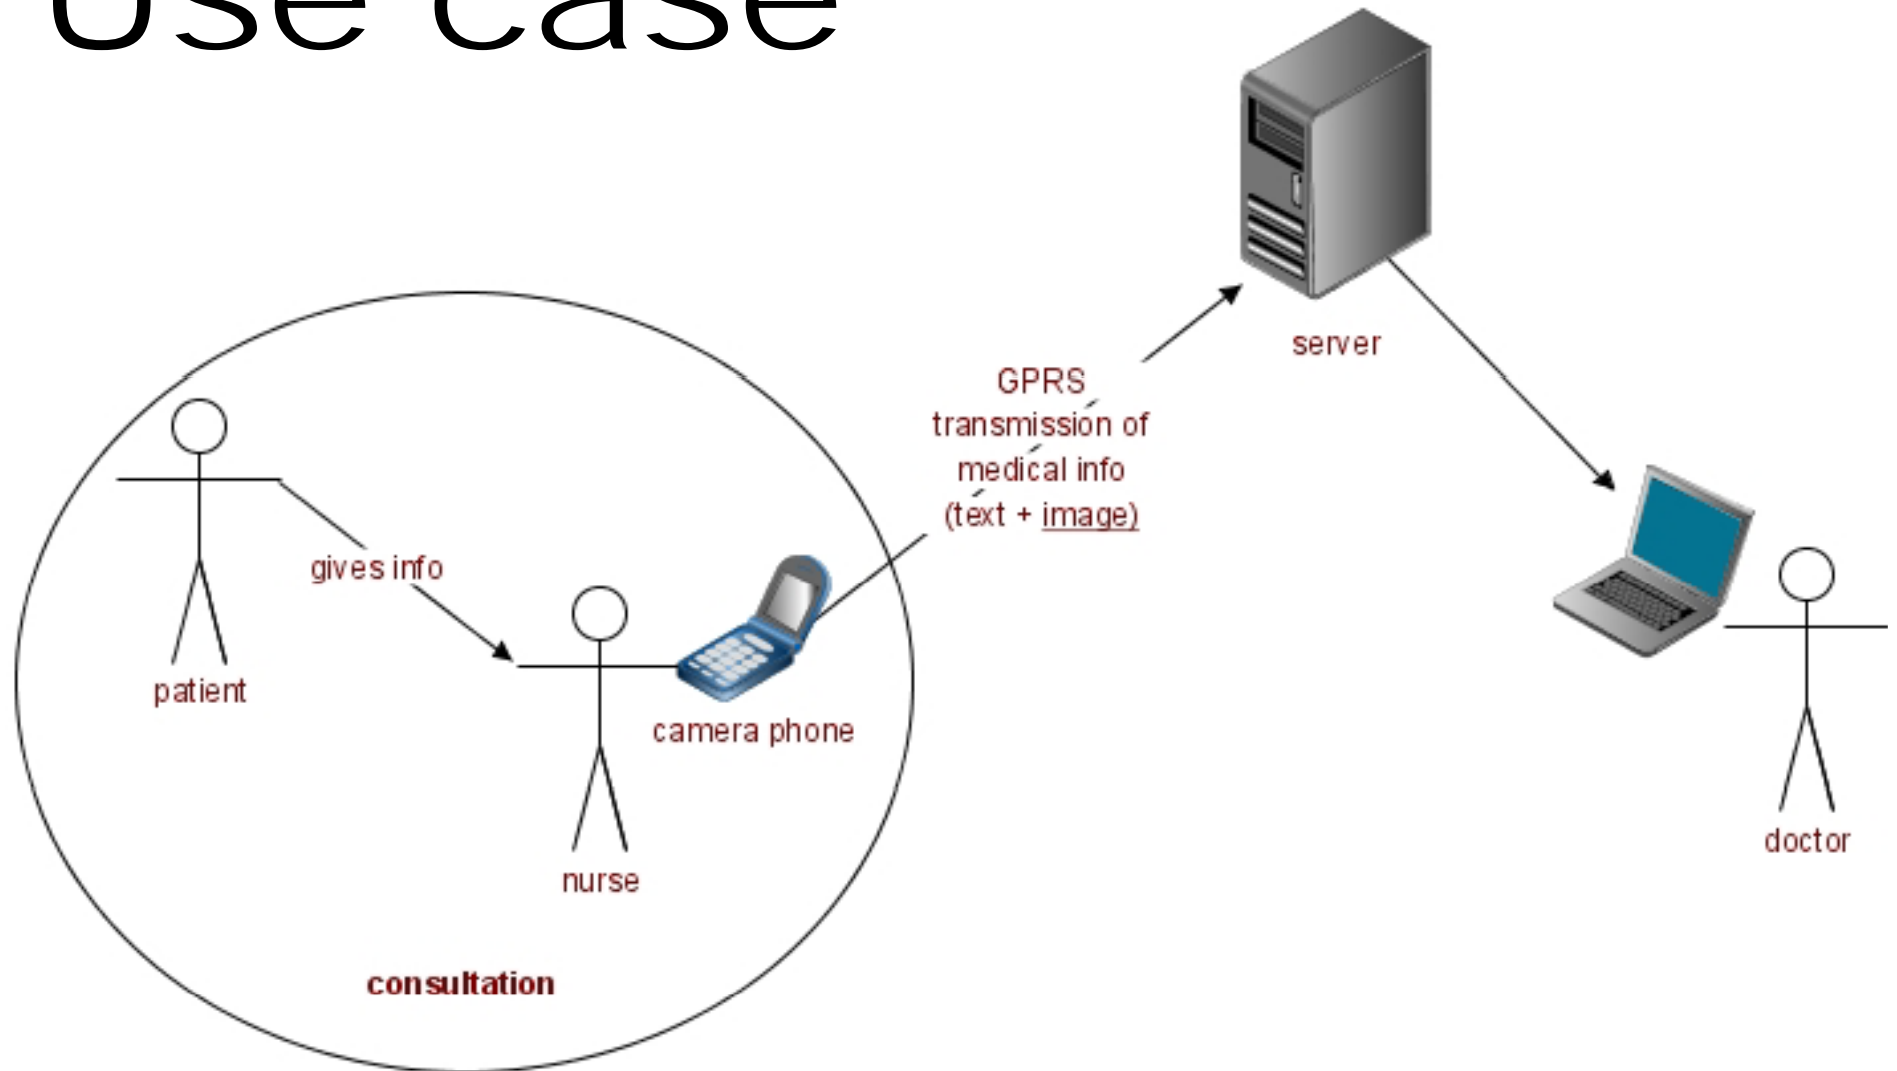 Use case
server
GPRS
transmission of
medical info
(text + image)
gives info
patient
camera phone
nurse
doctor
consultation